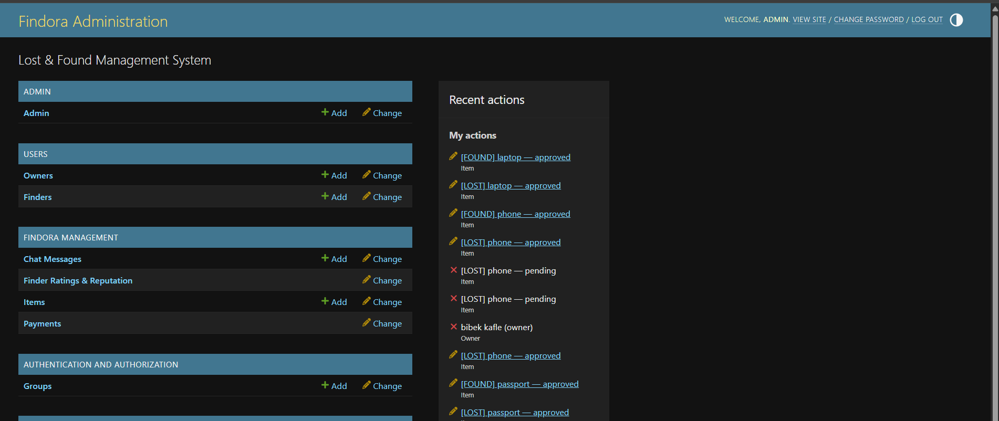 Findora Administration
WELCOME, ADMIN. VIEW SITE / CHANGE PASSWORD / LOG OUT
Lost & Found Management System
ADMIN
Admin Add Change
USERS
Owners Add Change
Finders Add Change
FINDORA MANAGEMENT
Chat Messages Add Change
Finder Ratings & Reputation Change
Items Add Change
Payments Change
AUTHENTICATION AND AUTHORIZATION
Groups Add Change
Recent actions
My actions
[FOUND] laptop — approved
Item
[LOST] laptop — approved
Item
[FOUND] phone — approved
Item
[LOST] phone — approved
Item
[LOST] phone — pending
Item
[LOST] phone — pending
Item
bibek kafle (owner)
Owner
[LOST] phone — approved
Item
[FOUND] passport — approved
Item
[LOST] passport — approved